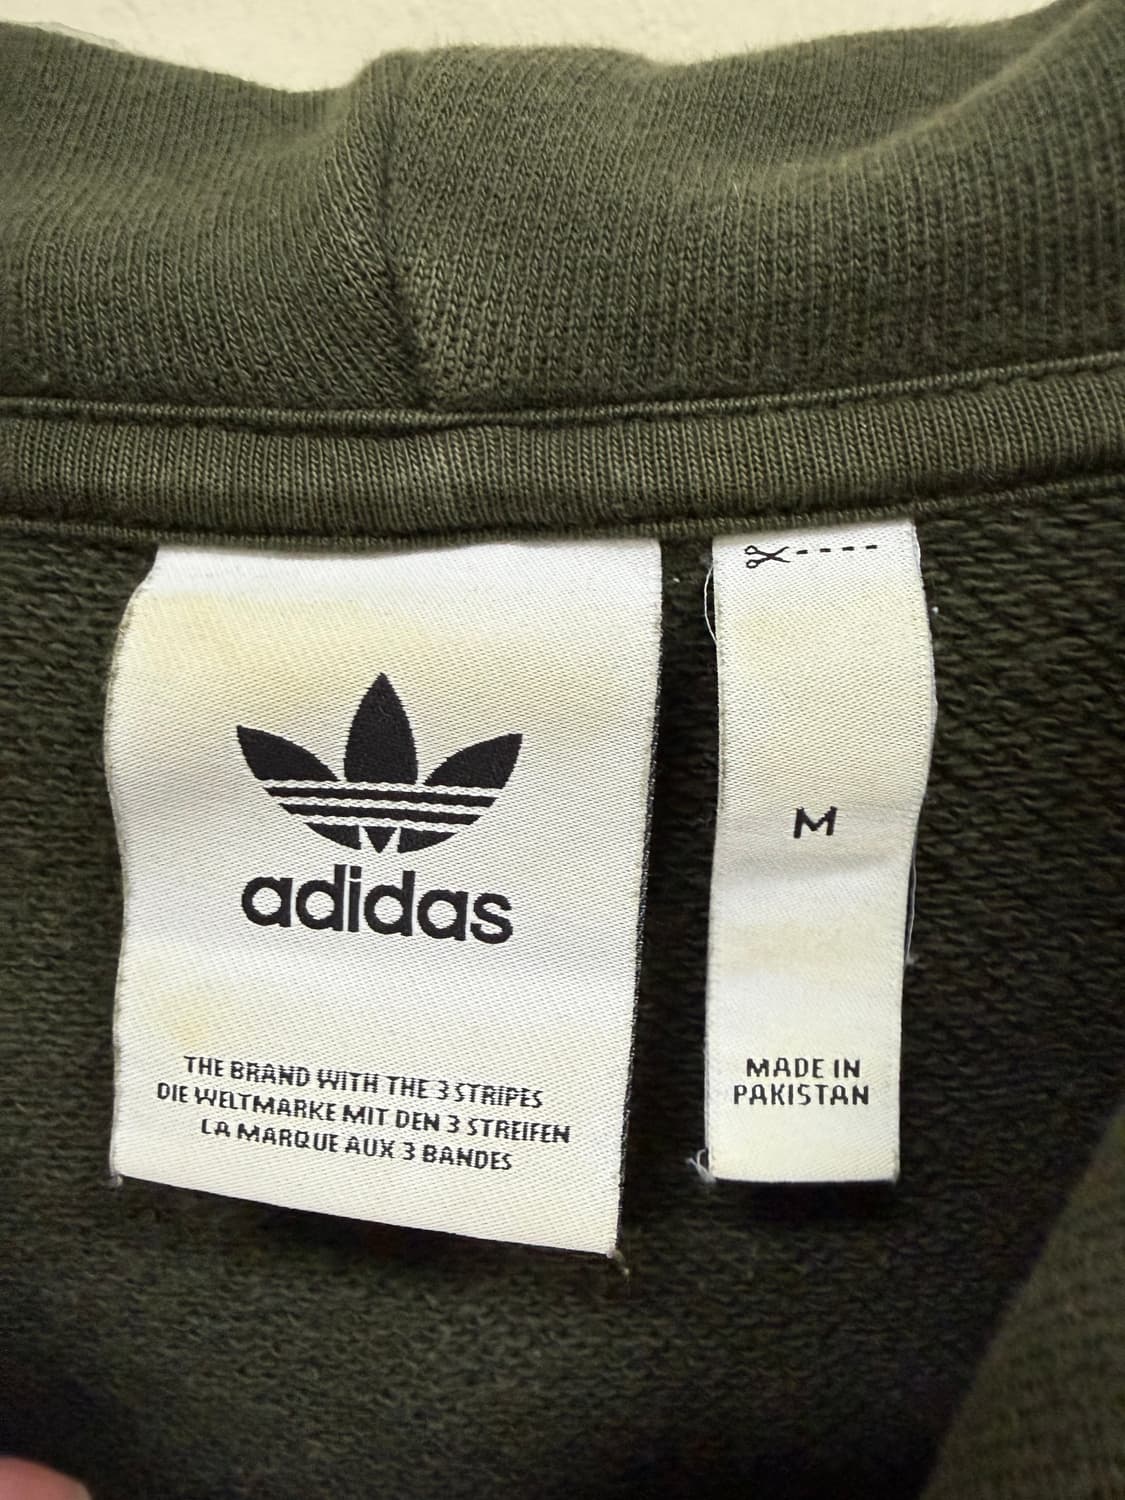 adidas
THE BRAND WITH THE 3 STRIPES
DIE WELTMARKE MIT DEN 3 STREIFEN
LA MARQUE AUX 3 BANDES
M
MADE IN
PAKISTAN